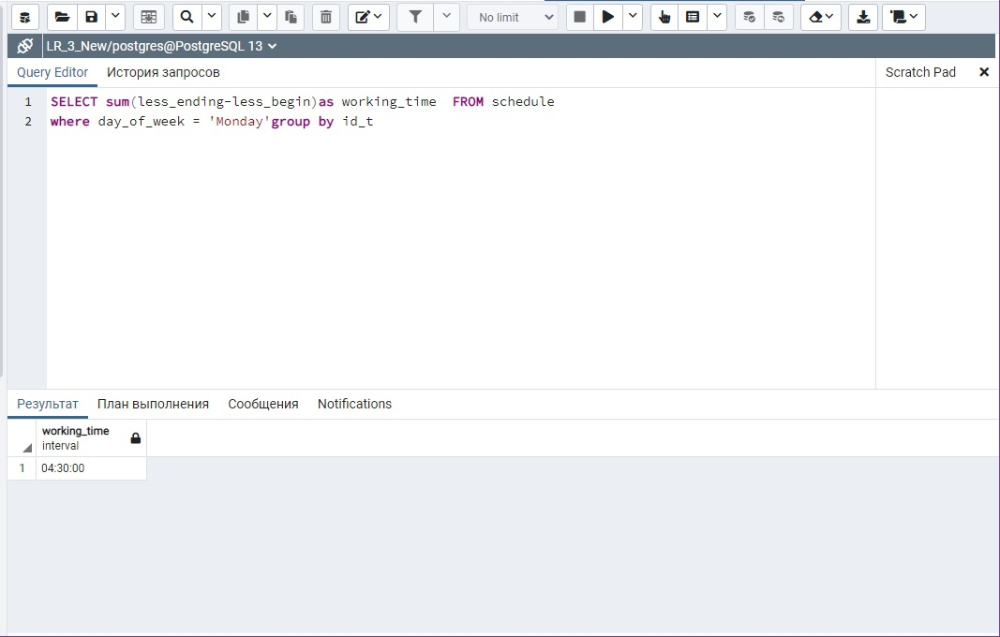 No limit
LR_3_New/postgres@PostgreSQL 13
Query Editor История запросов Scratch Pad
1 SELECT sum(less_ending-less_begin)as working_time FROM schedule
2 where day_of_week = 'Monday'group by id_t
Результат План выполнения Сообщения Notifications
working_time
interval
1 04:30:00